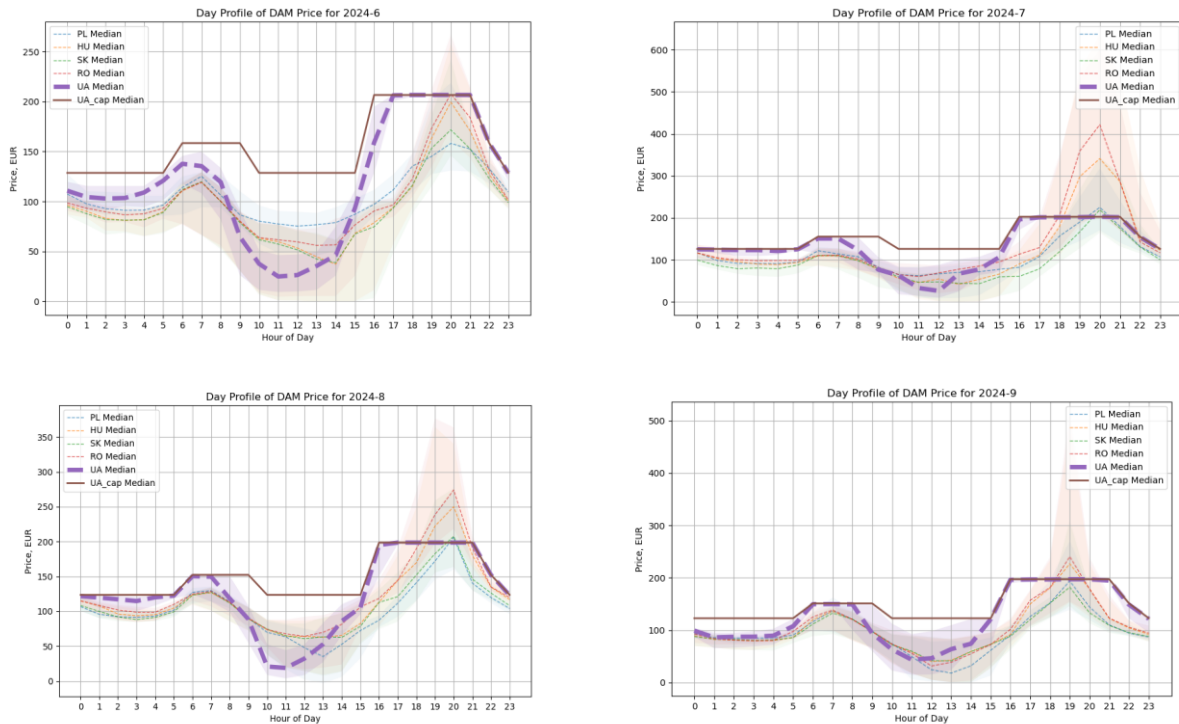 Day Profile of DAM Price for 2024-6
PL Median
HU Median
SK Median
RO Median
UA Median
UA_cap Median
Price, EUR
250
200
150
100
50
0
0 1 2 3 4 5 6 7 8 9 10 11 12 13 14 15 16 17 18 19 20 21 22 23
Hour of Day
Day Profile of DAM Price for 2024-7
PL Median
HU Median
SK Median
RO Median
UA Median
UA_cap Median
Price, EUR
600
500
400
300
200
100
0
0 1 2 3 4 5 6 7 8 9 10 11 12 13 14 15 16 17 18 19 20 21 22 23
Hour of Day
Day Profile of DAM Price for 2024-8
PL Median
HU Median
SK Median
RO Median
UA Median
UA_cap Median
Price, EUR
350
300
250
200
150
100
50
0
0 1 2 3 4 5 6 7 8 9 10 11 12 13 14 15 16 17 18 19 20 21 22 23
Hour of Day
Day Profile of DAM Price for 2024-9
PL Median
HU Median
SK Median
RO Median
UA Median
UA_cap Median
Price, EUR
500
400
300
200
100
0
0 1 2 3 4 5 6 7 8 9 10 11 12 13 14 15 16 17 18 19 20 21 22 23
Hour of Day